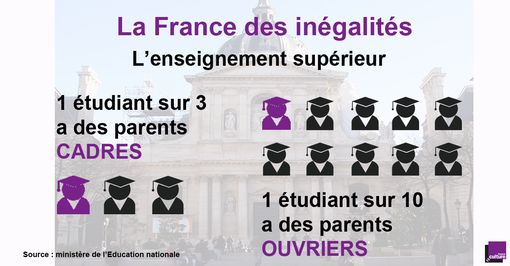 La France des inégalités
L’enseignement supérieur
1 étudiant sur 3
a des parents
CADRES
1 étudiant sur 10
a des parents
OUVRIERS
Source : ministère de l’Education nationale
culture